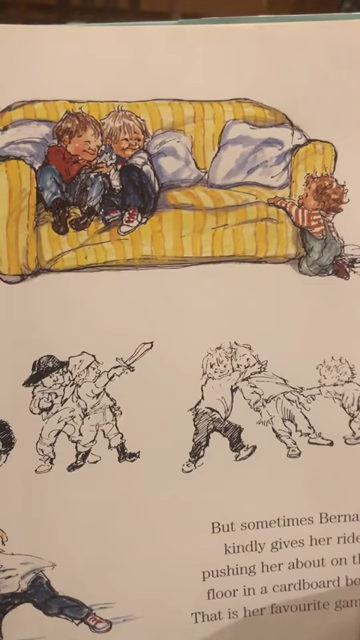 But sometimes Berna
kindly gives her ride
pushing her about on th
floor in a cardboard bo
That is her favourite gam